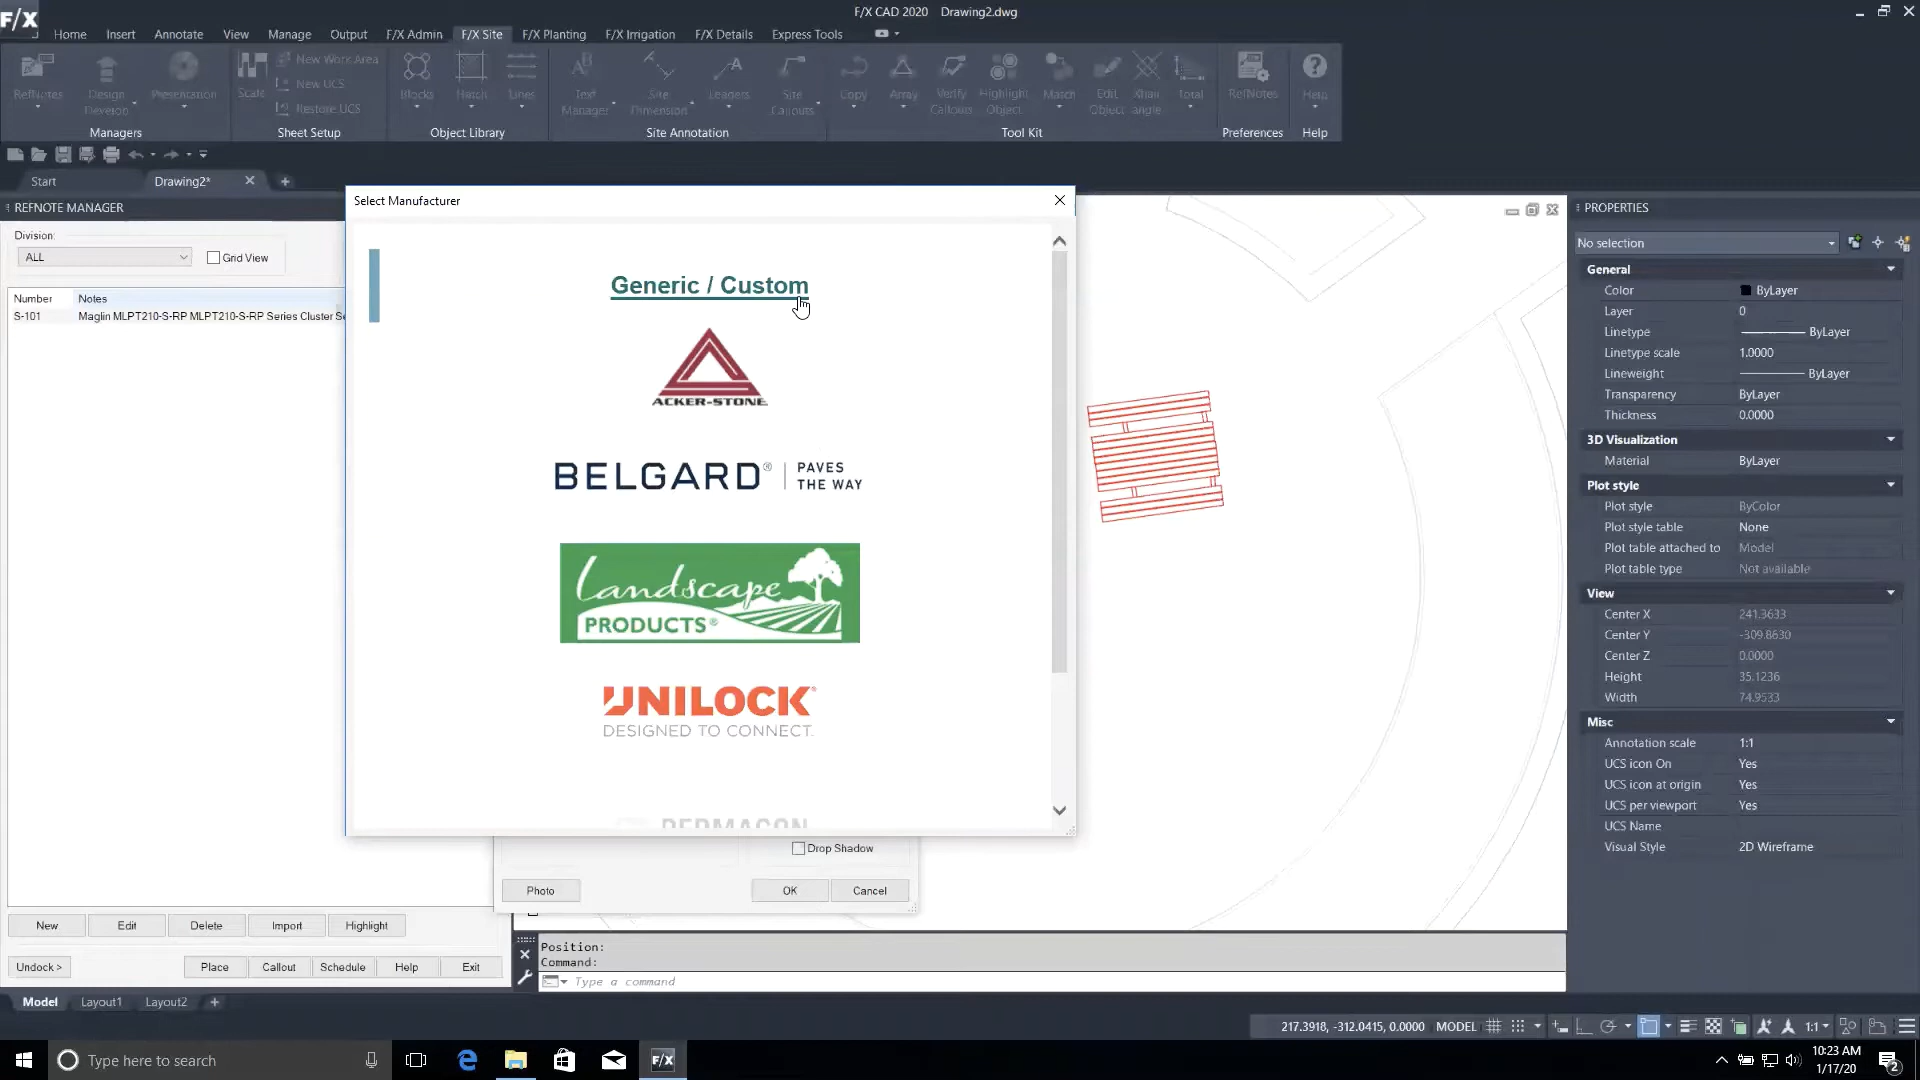 F/X
F/X CAD 2020 Drawing2.dwg
Home Insert Annotate View Manage Output F/X Admin F/X Site F/X Planting F/X Irrigation F/X Details Express Tools
RefNotes
Design
Develop
Presentation
Managers
Scale
New Work Area
New UCS
Restore UCS
Sheet Setup
Blocks Hatch Lines
Object Library
Text
Manager
Site
Dimension
Leaders
Site
Callouts
Site Annotation
Copy Array
Verify
Callouts
Highlight
Object
Match
Edit
Object
Xhair
angle
Total
Tool Kit
RefNotes
Preferences
Help
Help
Start Drawing2*
REFNOTE MANAGER
Division:
ALL
Grid View
Number Notes
S-101 Maglin MLPT210-S-RP MLPT210-S-RP Series Cluster Se
Select Manufacturer
Generic / Custom
ACKER-STONE
BELGARD® PAVES
THE WAY
Landscape
PRODUCTS®
UNILOCK®
DESIGNED TO CONNECT.
Drop Shadow
Photo OK Cancel
New Edit Delete Import Highlight
Undock > Place Callout Schedule Help Exit
Position:
Command:
Type a command
PROPERTIES
No selection
General
Color ByLayer
Layer 0
Linetype ByLayer
Linetype scale 1.0000
Lineweight ByLayer
Transparency ByLayer
Thickness 0.0000
3D Visualization
Material ByLayer
Plot style
Plot style ByColor
Plot style table None
Plot table attached to Model
Plot table type Not available
View
Center X 241.3633
Center Y -309.8630
Center Z 0.0000
Height 35.1236
Width 74.9533
Misc
Annotation scale 1:1
UCS icon On Yes
UCS icon at origin Yes
UCS per viewport Yes
UCS Name
Visual Style 2D Wireframe
Model Layout1 Layout2
217.3918, -312.0415, 0.0000 MODEL 1:1
Type here to search
F/X
10:23 AM
1/17/20
2